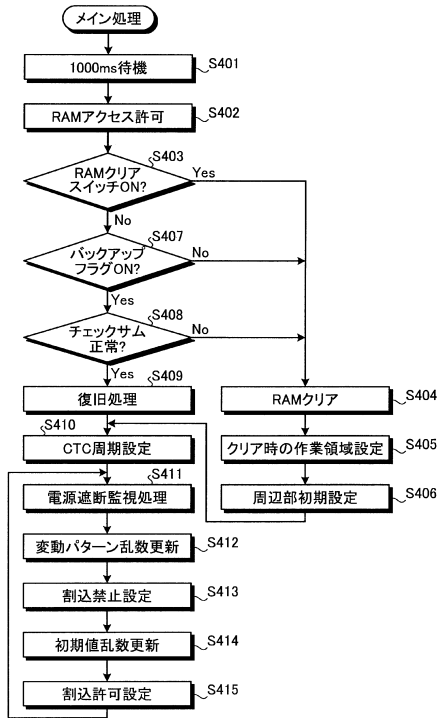 メイン処理
1000ms待機
S401
RAMアクセス許可
S402
S403
RAMクリア
スイッチON?
Yes
No
S407
バックアップ
フラグON?
No
Yes
S408
チェックサム
正常?
No
Yes
S409
復旧処理
RAMクリア
S404
S410
CTC周期設定
クリア時の作業領域設定
S405
S411
電源遮断監視処理
周辺部初期設定
S406
変動パターン乱数更新
S412
割込禁止設定
S413
初期値乱数更新
S414
割込許可設定
S415